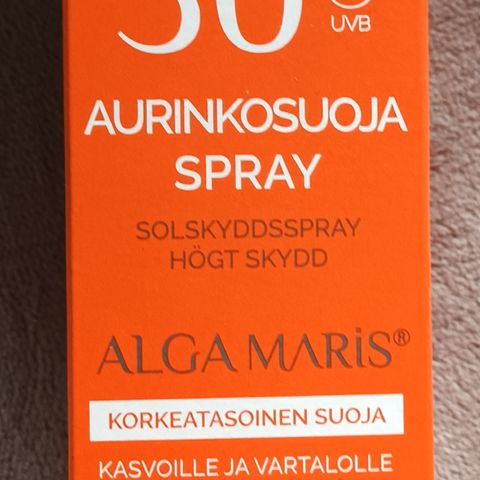 UVB
AURINKOSUOJA
SPRAY
SOLSKYDDSSPRAY
HÖGT SKYDD
ALGA MARiS®
KORKEATASOINEN SUOJA
KASVOILLE JA VARTALOLLE